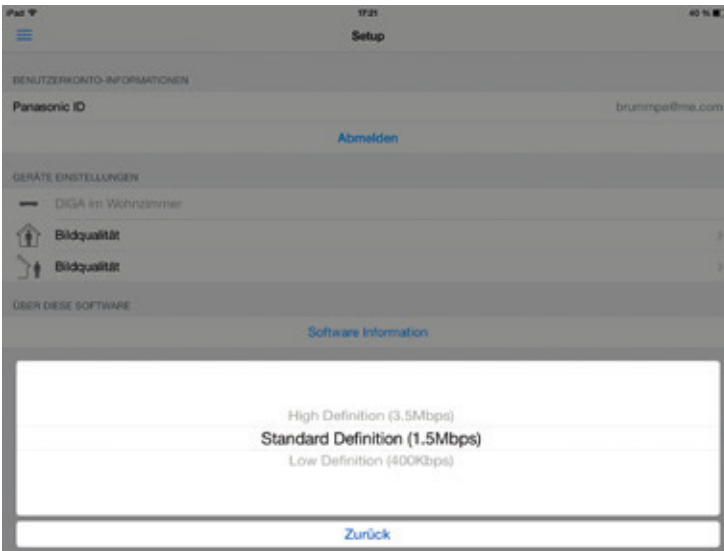 iPad 17:21 40 %
Setup
BENUTZERKONTO-INFORMATIONEN
Panasonic ID brummpa@me.com
Abmelden
GERÄTE EINSTELLUNGEN
DIGA im Wohnzimmer
Bildqualität
Bildqualität
ÜBER DIESE SOFTWARE
Software Information
High Definition (3.5Mbps)
Standard Definition (1.5Mbps)
Low Definition (400Kbps)
Zurück